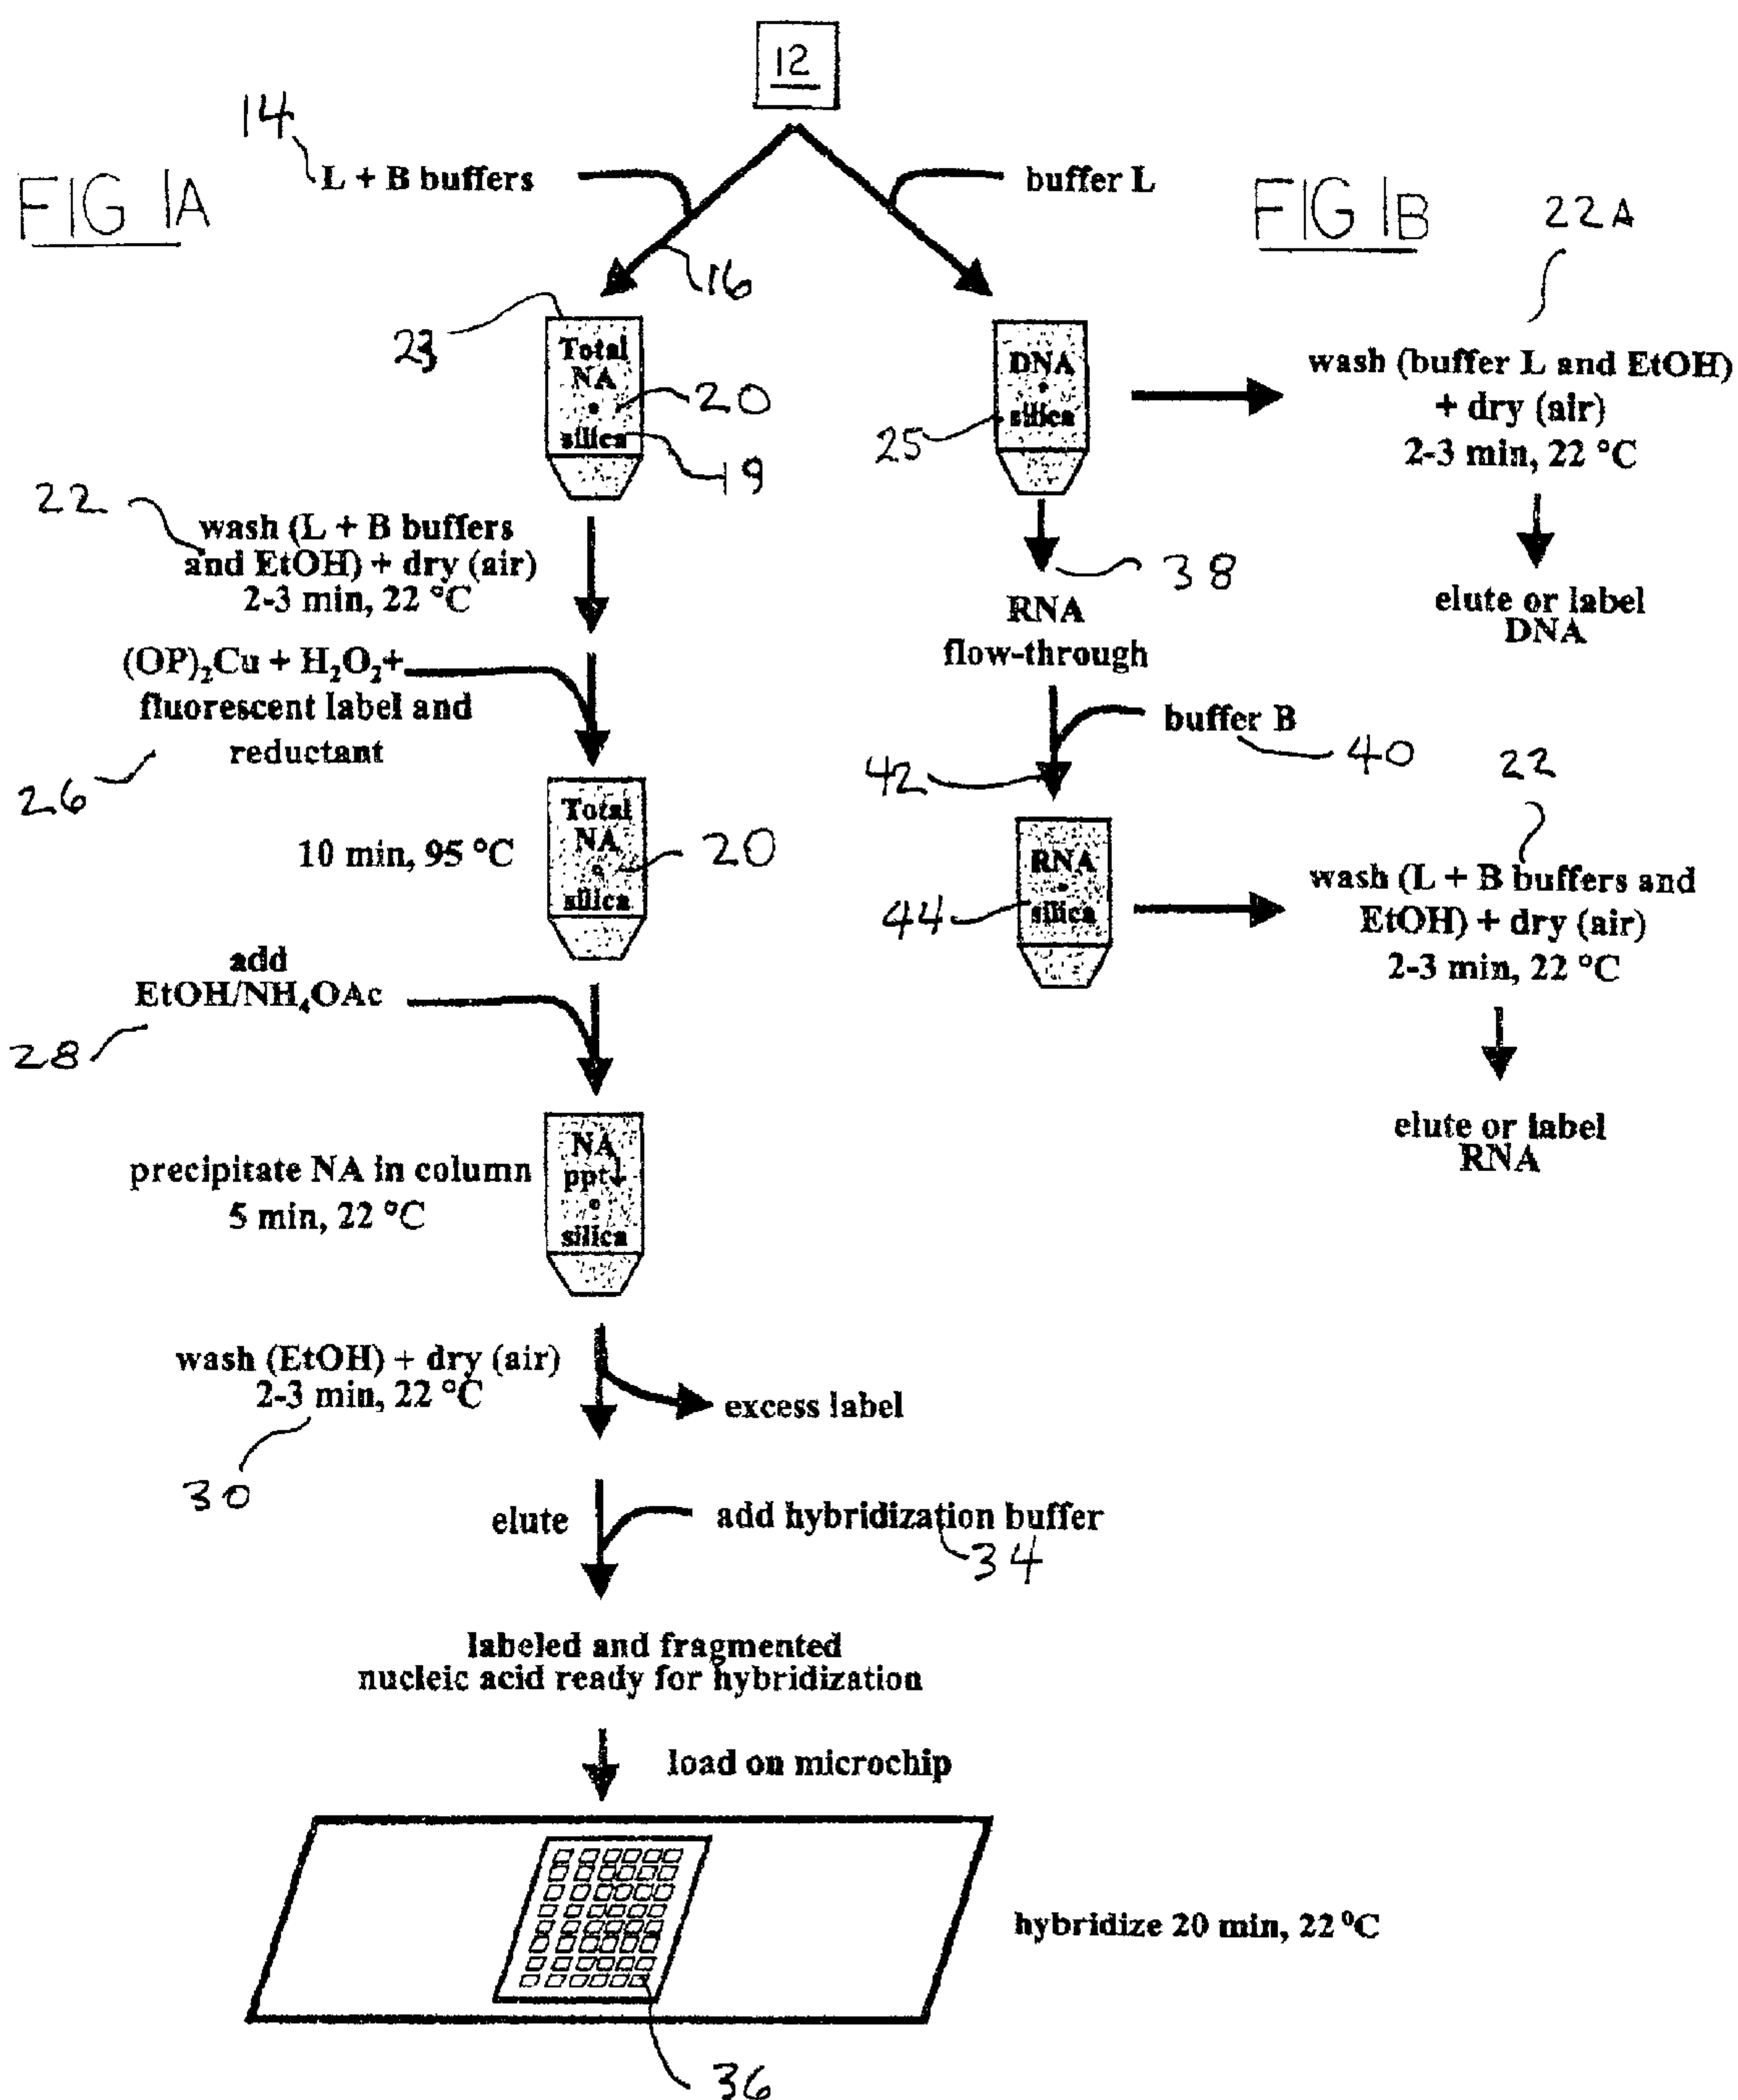 12
14
L + B buffers
buffer L
FIG 1A
FIG 1B
22A
16
23
Total
NA
•
silica
20
19
DNA
•
silica
25
wash (buffer L and EtOH)
+ dry (air)
2-3 min, 22 °C
elute or label
DNA
22
wash (L + B buffers
and EtOH) + dry (air)
2-3 min, 22 °C
38
RNA
flow-through
(OP)₂Cu + H₂O₂+
fluorescent label and
reductant
26
buffer B
40
42
10 min, 95 °C
Total
NA
•
silica
20
RNA
•
silica
44
22
wash (L + B buffers and
EtOH) + dry (air)
2-3 min, 22 °C
elute or label
RNA
add
EtOH/NH₄OAc
28
precipitate NA in column
5 min, 22 °C
NA
ppt↓
•
silica
wash (EtOH) + dry (air)
2-3 min, 22 °C
30
excess label
elute
add hybridization buffer
34
labeled and fragmented
nucleic acid ready for hybridization
load on microchip
hybridize 20 min, 22 ⁰C
36